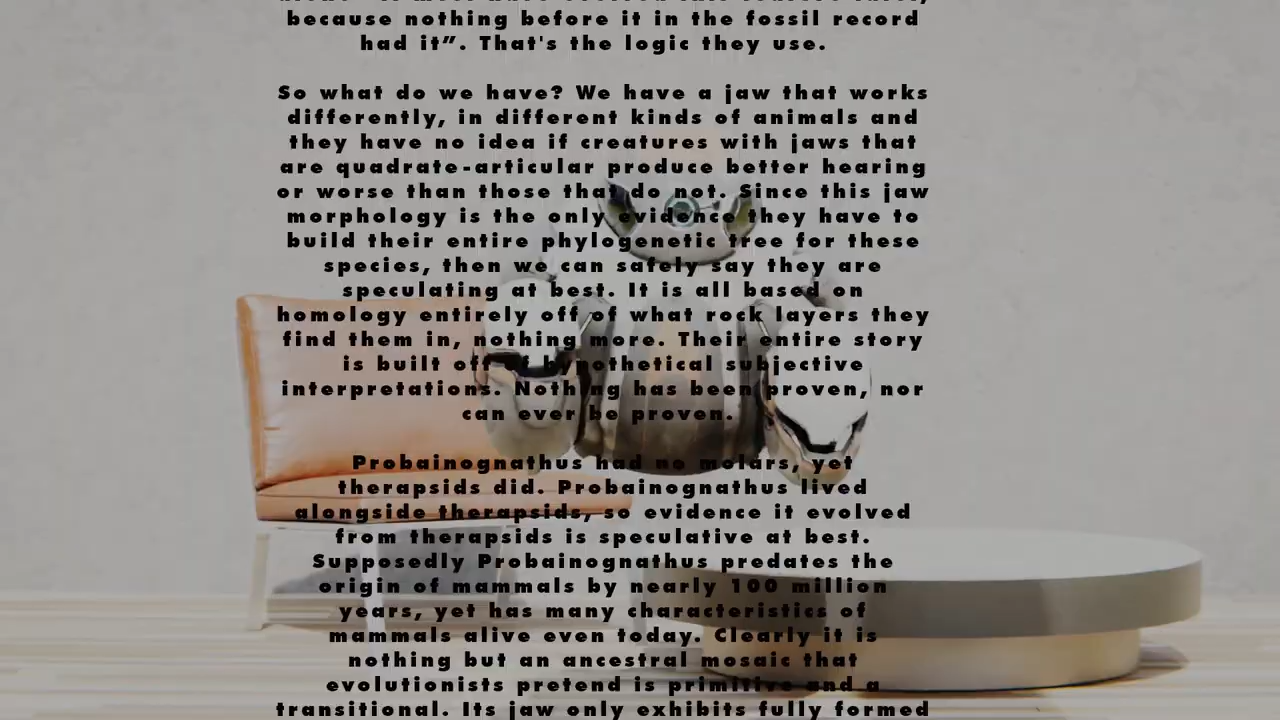 because nothing before it in the fossil record
had it”. That's the logic they use.
So what do we have? We have a jaw that works
differently, in different kinds of animals and
they have no idea if creatures with jaws that
are quadrate-articular produce better hearing
or worse than those that do not. Since this jaw
morphology is the only evidence they have to
build their entire phylogenetic tree for these
species, then we can safely say they are
speculating at best. It is all based on
homology entirely off of what rock layers they
find them in, nothing more. Their entire story
is built off of hypothetical subjective
interpretations. Nothing has been proven, nor
can ever be proven.
Probainognathus had no molars, yet
therapsids did. Probainognathus lived
alongside therapsids, so evidence it evolved
from therapsids is speculative at best.
Supposedly Probainognathus predates the
origin of mammals by nearly 100 million
years, yet has many characteristics of
mammals alive even today. Clearly it is
nothing but an ancestral mosaic that
evolutionists pretend is primitive and a
transitional. Its jaw only exhibits fully formed